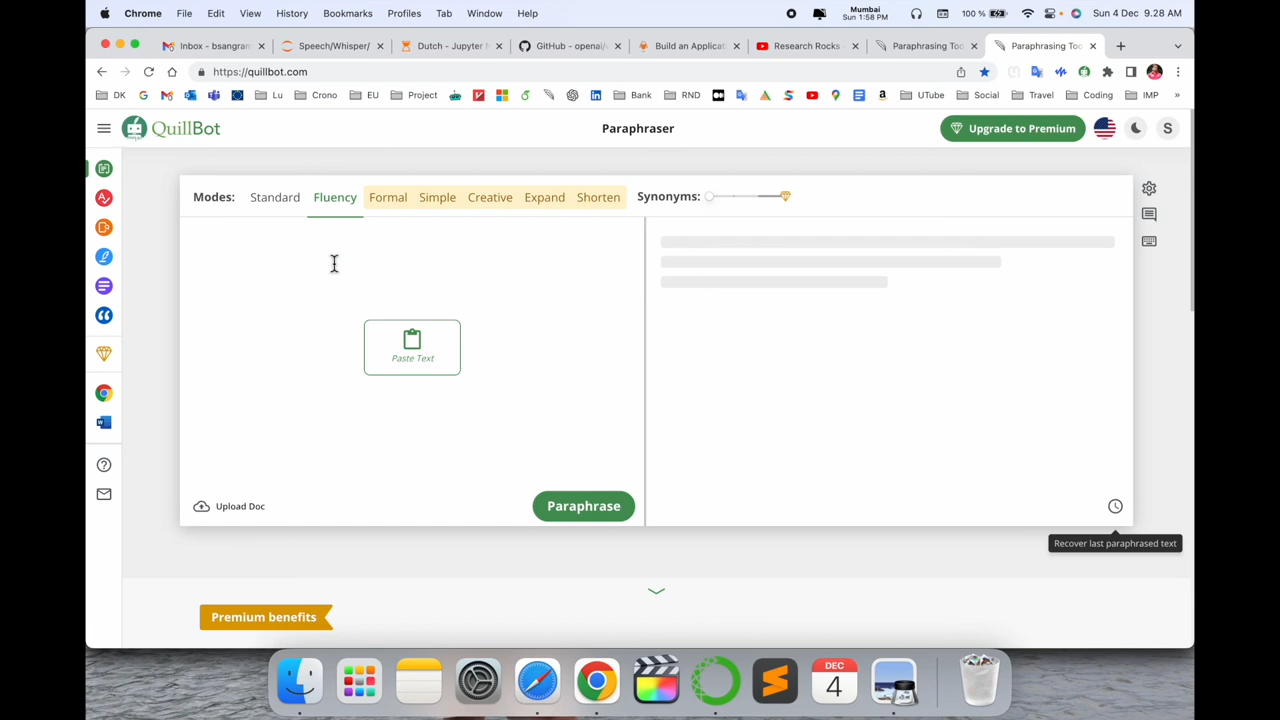 Chrome File Edit View History Bookmarks Profiles Tab Window Help Mumbai Sun 1:58 PM 100 % Sun 4 Dec 9.28 AM
Inbox - bsangram Speech/Whisper/ Dutch - Jupyter N GitHub - openai/v Build an Applicat Research Rocks - Paraphrasing Too Paraphrasing Too
https://quillbot.com
DK Lu Crono EU Project Bank RND UTube Social Travel Coding IMP »
QuillBot Paraphraser Upgrade to Premium S
Modes: Standard Fluency Formal Simple Creative Expand Shorten Synonyms:
Paste Text
Upload Doc Paraphrase
Recover last paraphrased text
Premium benefits
DEC
4